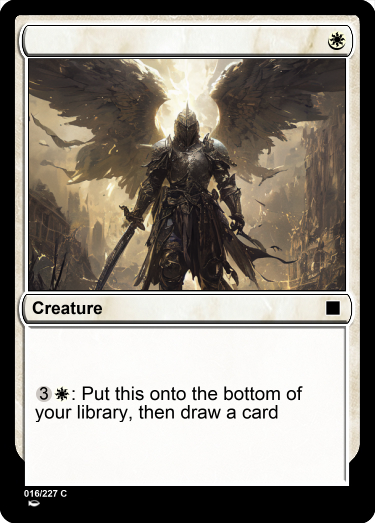 Creature
3 : Put this onto the bottom of
your library, then draw a card
016/227 C